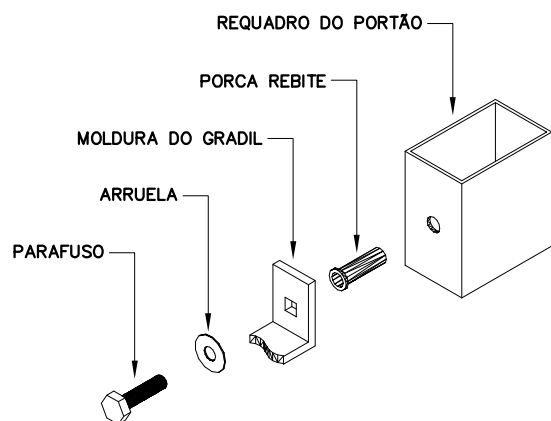 REQUADRO DO PORTÃO
PORCA REBITE
MOLDURA DO GRADIL
ARRUELA
PARAFUSO